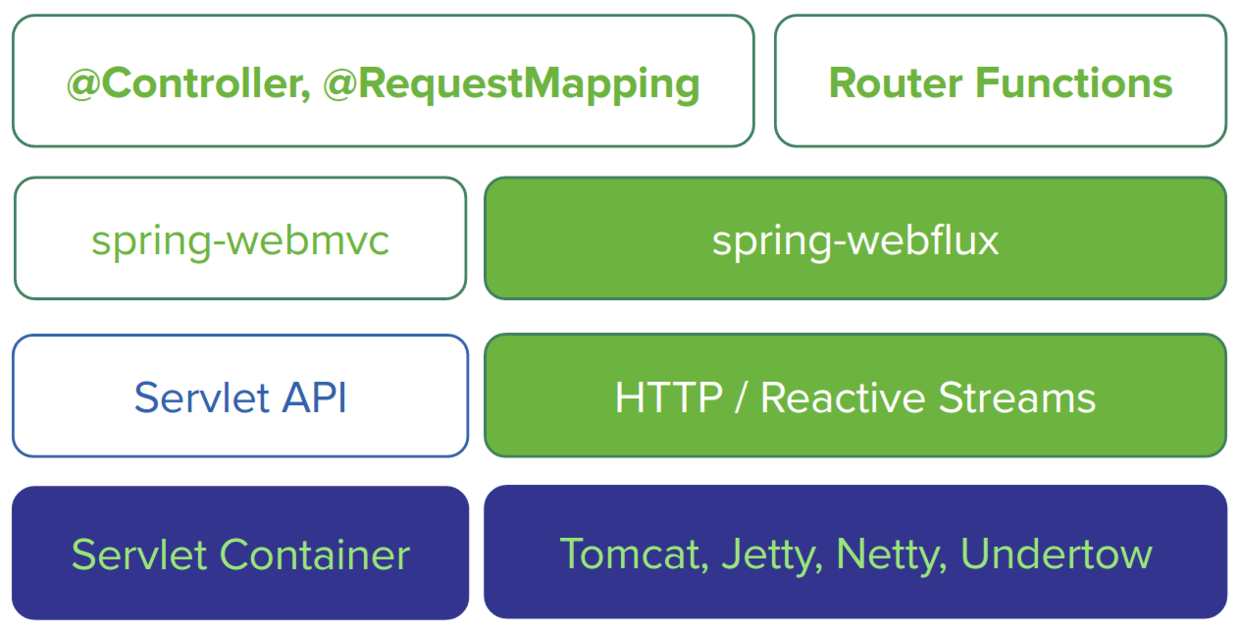 @Controller, @RequestMapping
Router Functions
spring-webmvc
spring-webflux
Servlet API
HTTP / Reactive Streams
Servlet Container
Tomcat, Jetty, Netty, Undertow